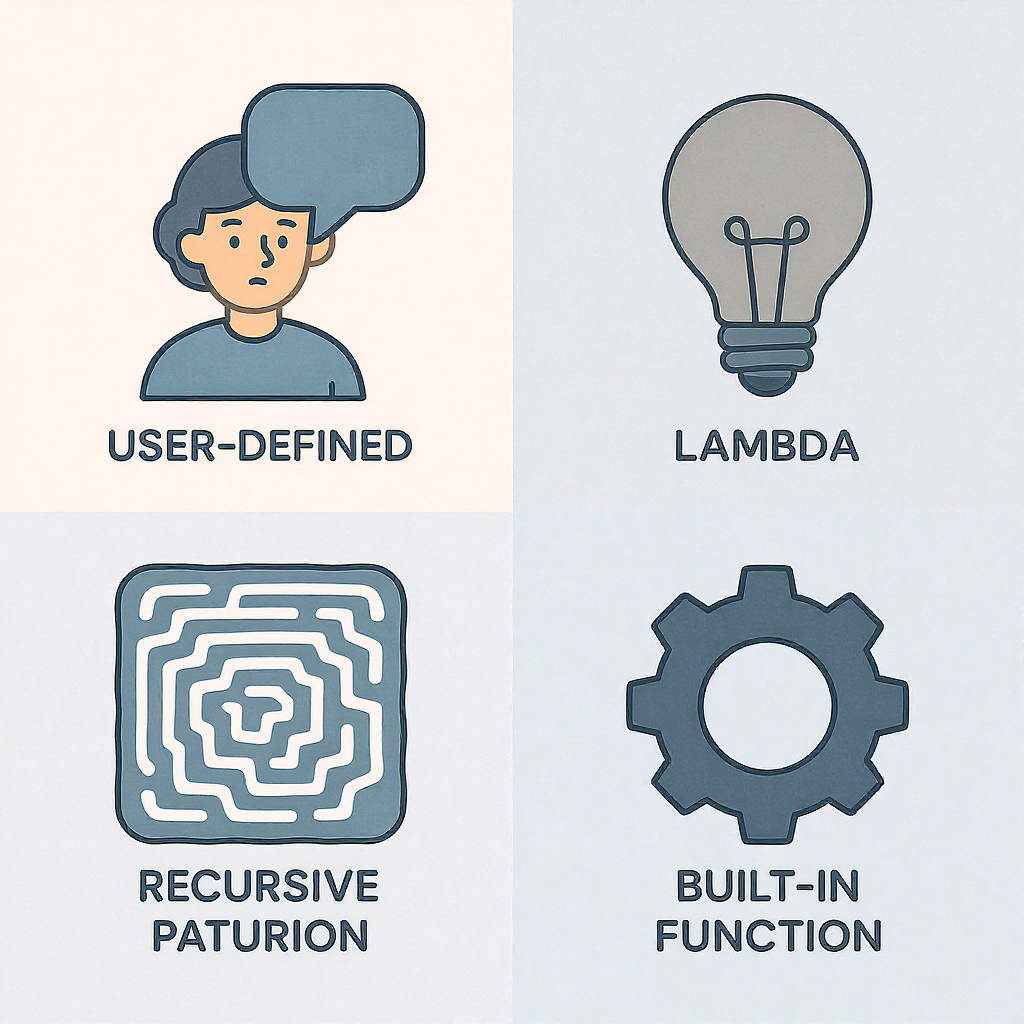 USER-DEFINED
LAMBDA
RECURSIVE
PATURION
BUILT-IN
FUNCTION